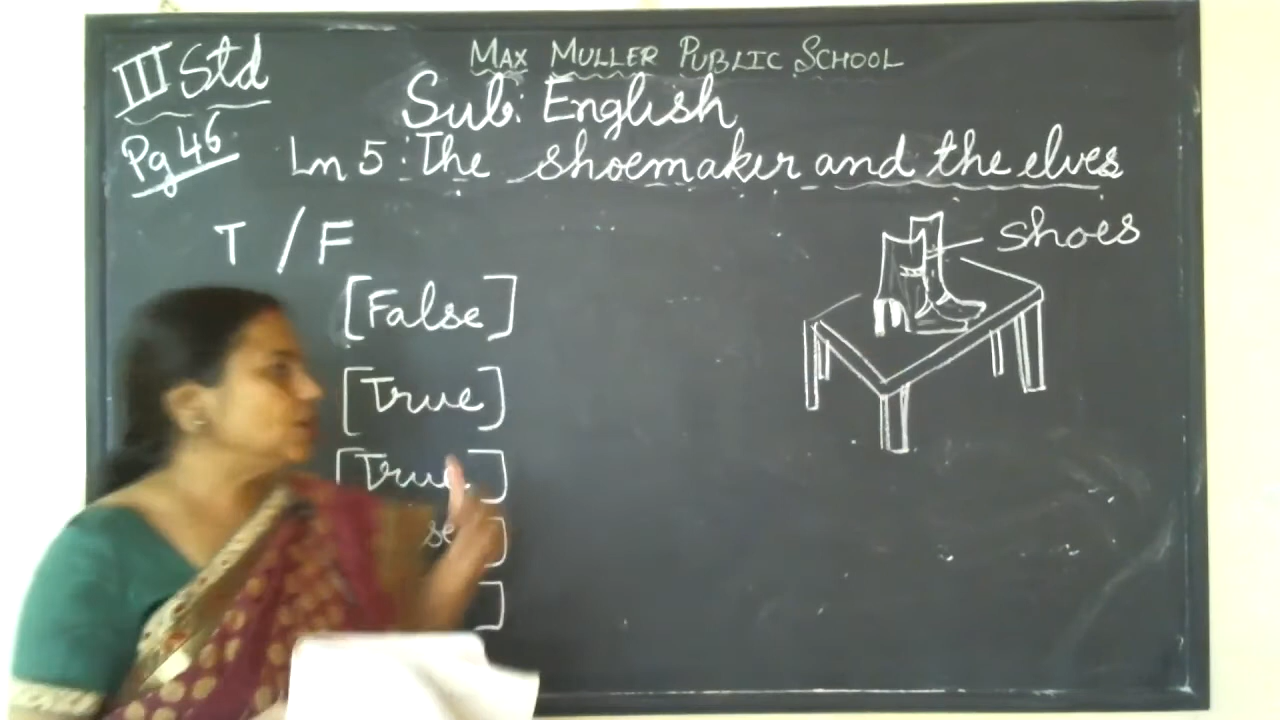 MAX MULLER PUBLIC SCHOOL
III Std
Sub: English
Pg 46
Ln 5: The shoemaker and the elves
T / F
shoes
[False]
[True]
[True]
se]
]